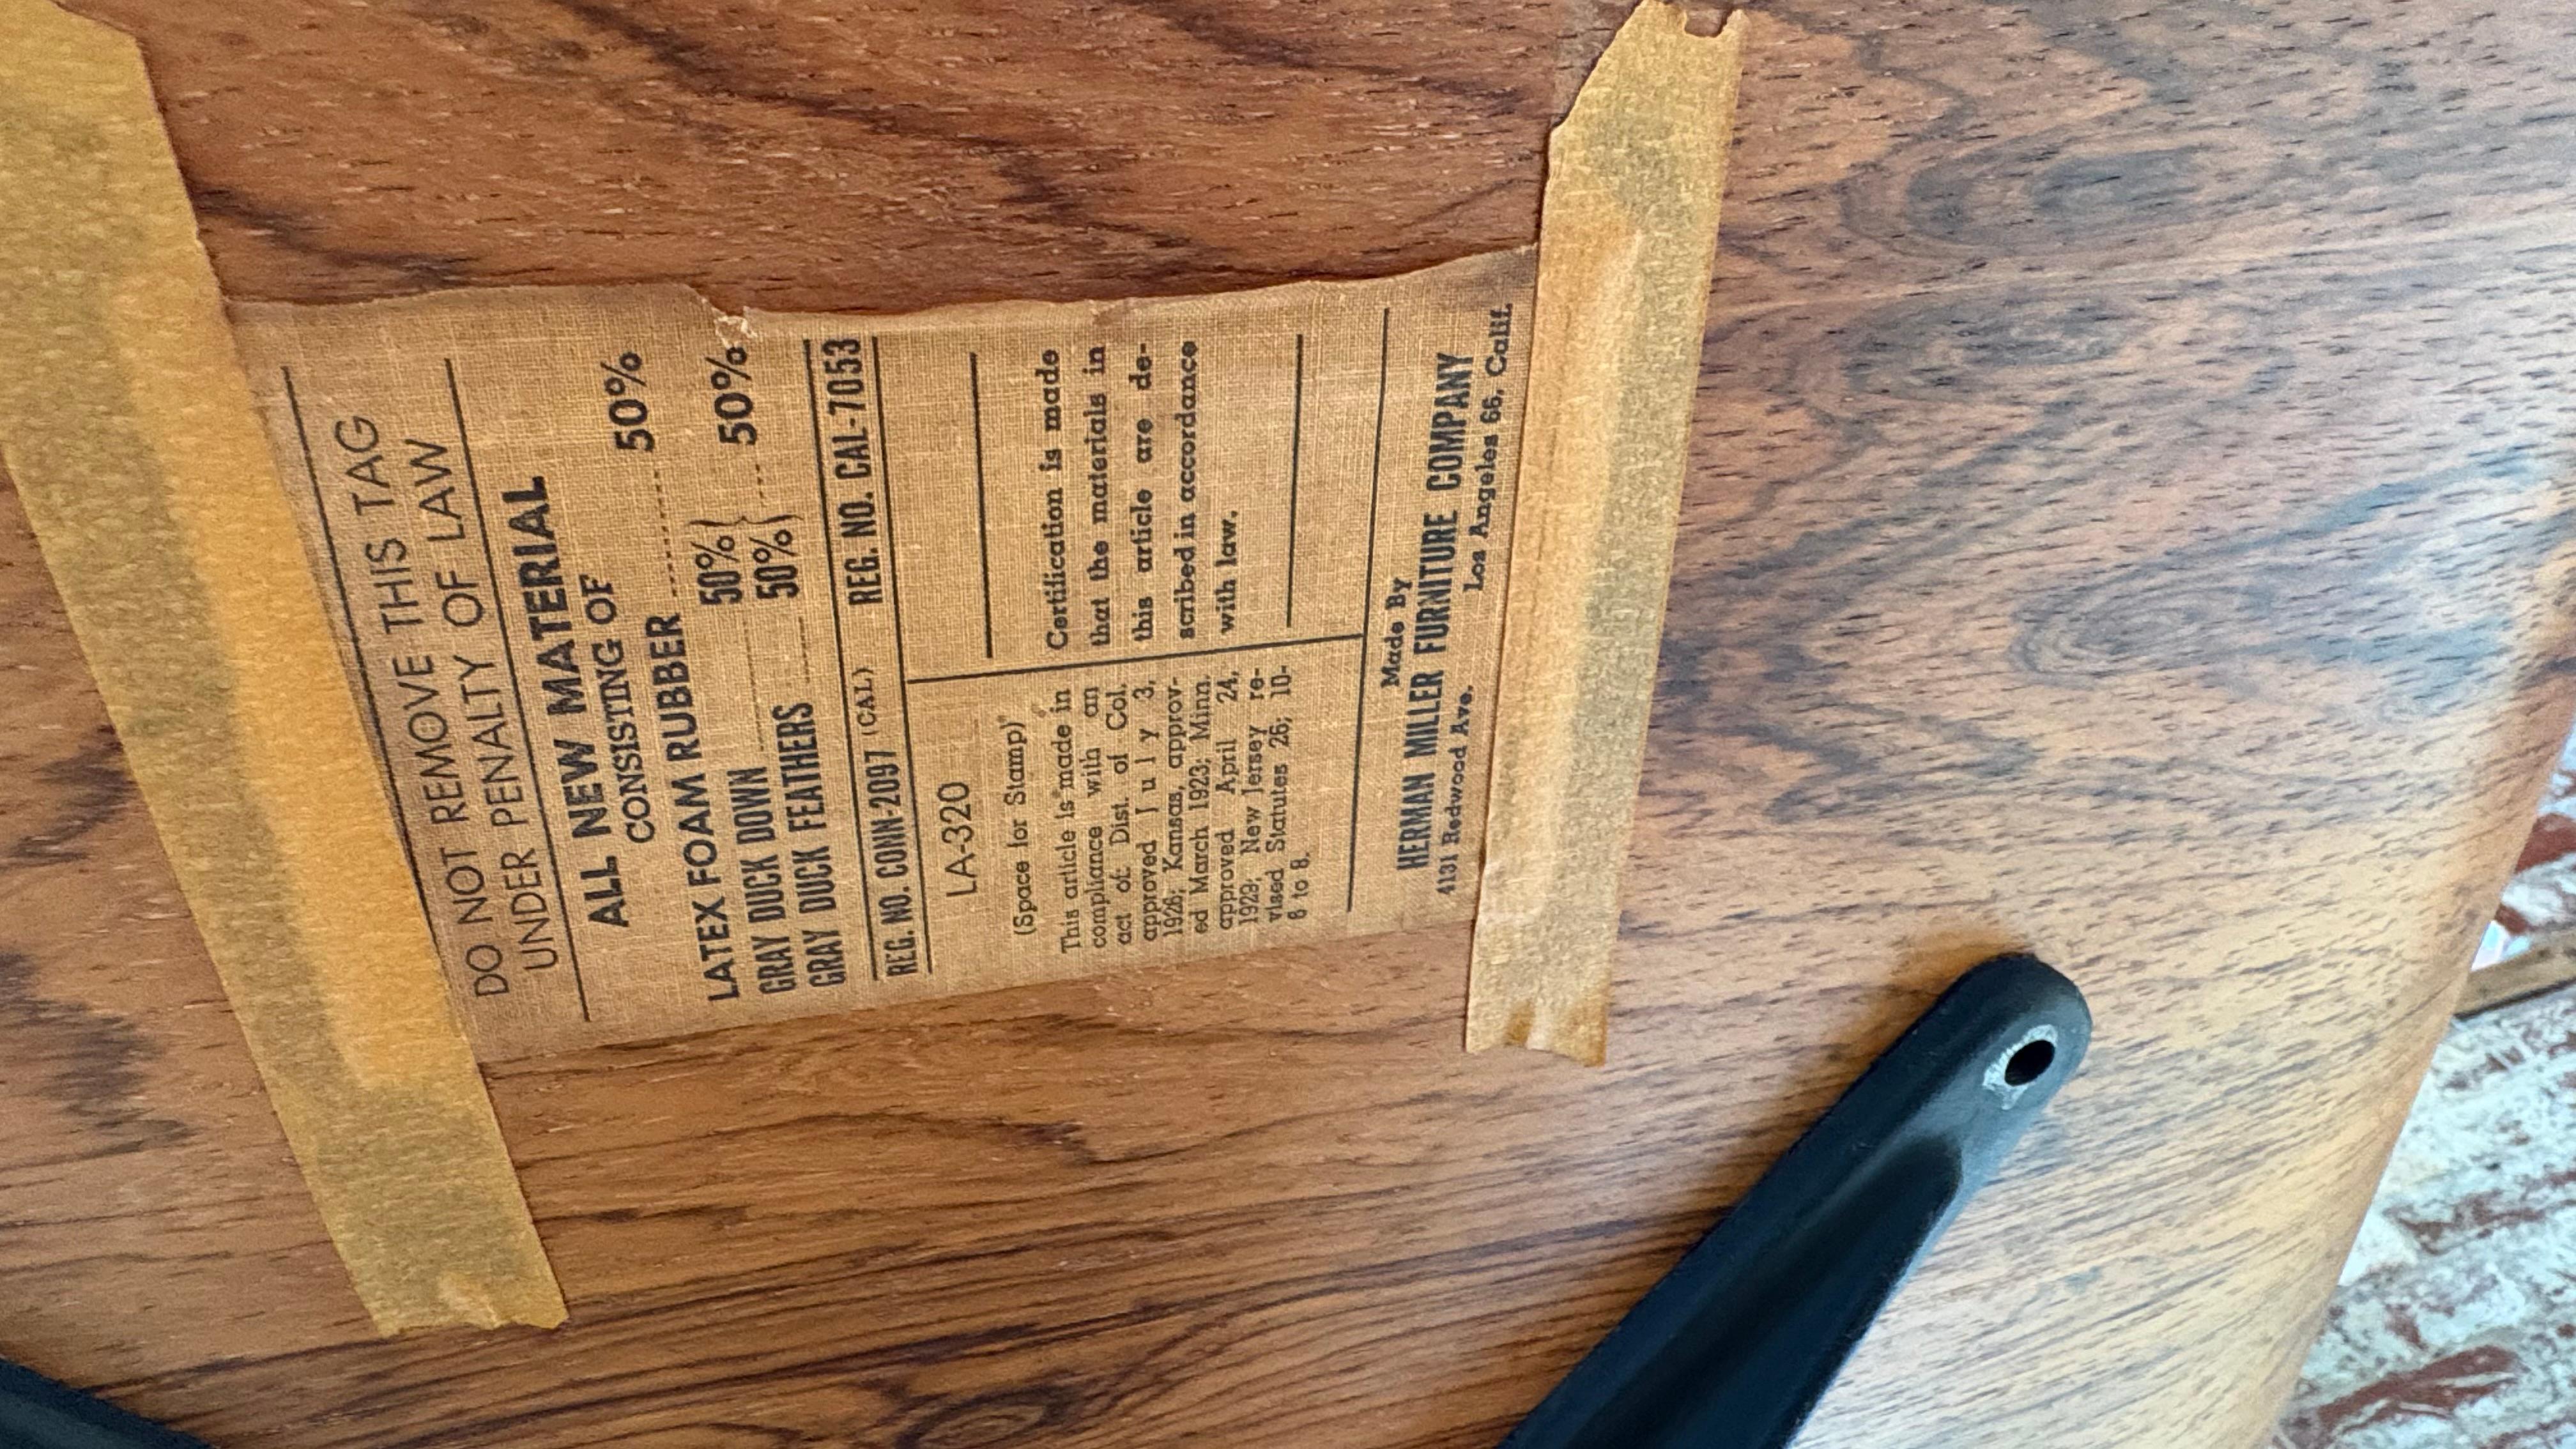 DO NOT REMOVE THIS TAG
UNDER PENALTY OF LAW
ALL NEW MATERIAL
CONSISTING OF
LATEX FOAM RUBBER .......... 50%
GRAY DUCK DOWN .......... 50%} .... 50%
GRAY DUCK FEATHERS ...... 50%}
REG. NO. CONN-2097 (CAL) REG. NO. CAL-7053
LA-320
(Space for Stamp)
This article is made in
compliance with an
act of: Dist. of Col.
approved July 3,
1926; Kansas, approv-
ed March 1923; Minn.
approved April 24,
1929; New Jersey re-
vised Statutes 26; 10-
6 to 8.
Certification is made
that the materials in
this article are de-
scribed in accordance
with law.
Made By
HERMAN MILLER FURNITURE COMPANY
4131 Redwood Ave. Los Angeles 66, Calif.